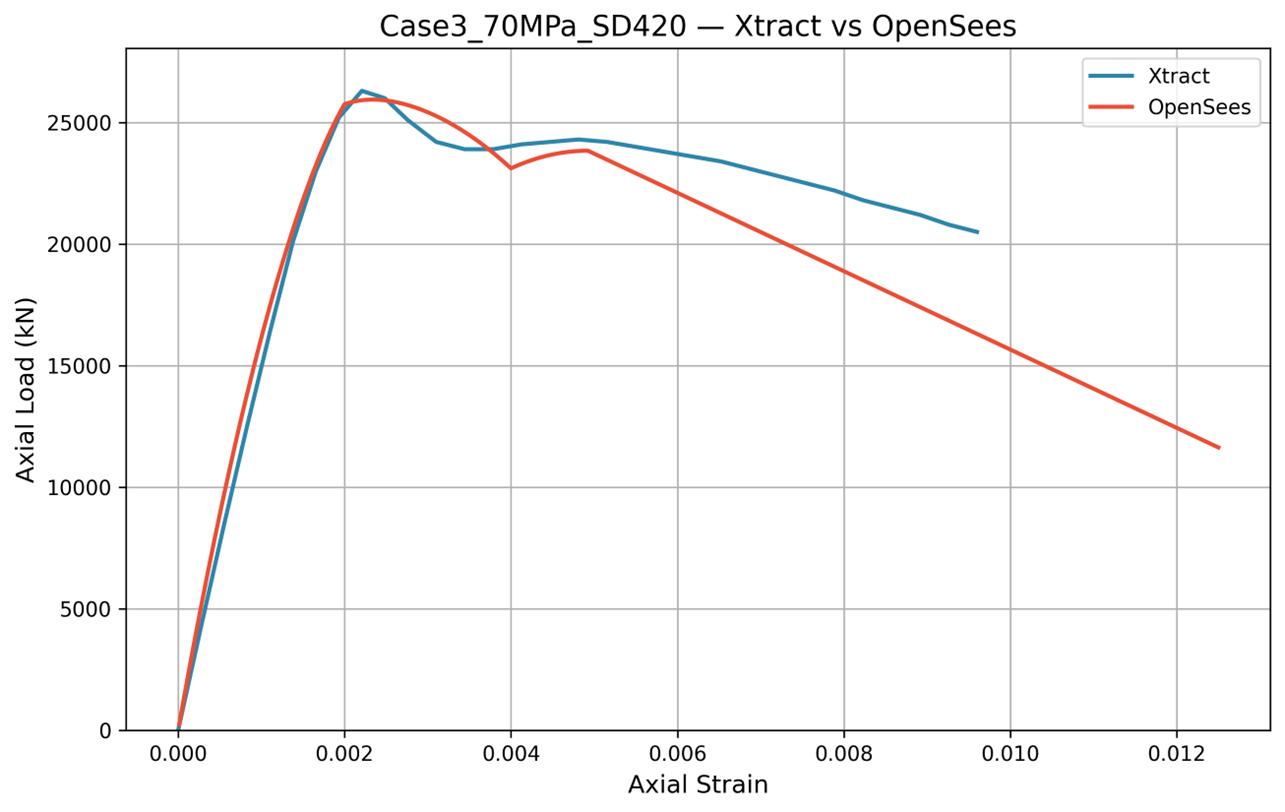 Case3_70MPa_SD420 — Xtract vs OpenSees
Xtract
OpenSees
Axial Load (kN)
25000
20000
15000
10000
5000
0
0.000 0.002 0.004 0.006 0.008 0.010 0.012
Axial Strain